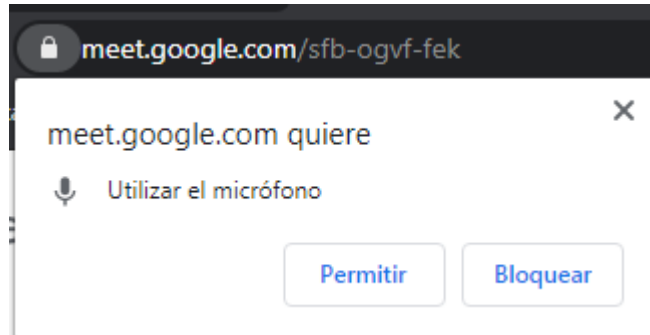 meet.google.com/sfb-ogvf-fek
meet.google.com quiere
Utilizar el micrófono
Permitir Bloquear